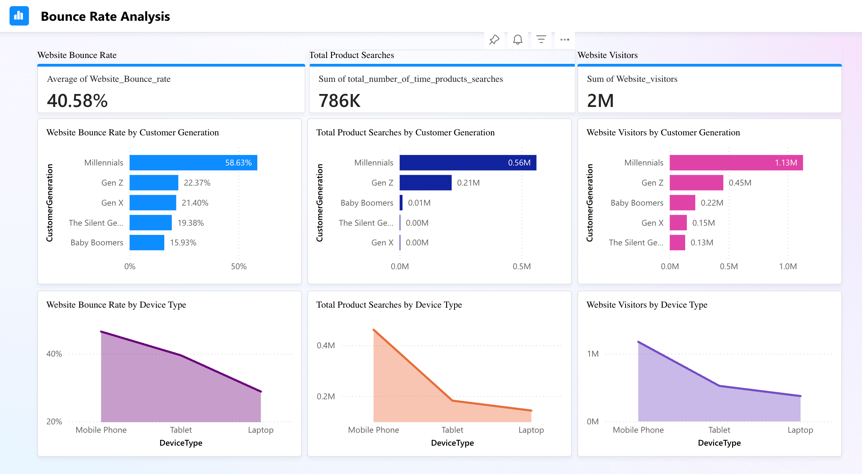 Bounce Rate Analysis
Website Bounce Rate
Average of Website_Bounce_rate
40.58%
Total Product Searches
Sum of total_number_of_time_products_searches
786K
Website Visitors
Sum of Website_visitors
2M
Website Bounce Rate by Customer Generation
CustomerGeneration
Millennials 58.63%
Gen Z 22.37%
Gen X 21.40%
The Silent Ge... 19.38%
Baby Boomers 15.93%
0% 50%
Total Product Searches by Customer Generation
CustomerGeneration
Millennials 0.56M
Gen Z 0.21M
Baby Boomers 0.01M
The Silent Ge... 0.00M
Gen X 0.00M
0.0M 0.5M
Website Visitors by Customer Generation
CustomerGeneration
Millennials 1.13M
Gen Z 0.45M
Baby Boomers 0.22M
Gen X 0.15M
The Silent Ge... 0.13M
0.0M 0.5M 1.0M
Website Bounce Rate by Device Type
40%
20%
Mobile Phone Tablet Laptop
DeviceType
Total Product Searches by Device Type
0.4M
0.2M
Mobile Phone Tablet Laptop
DeviceType
Website Visitors by Device Type
1M
0M
Mobile Phone Tablet Laptop
DeviceType